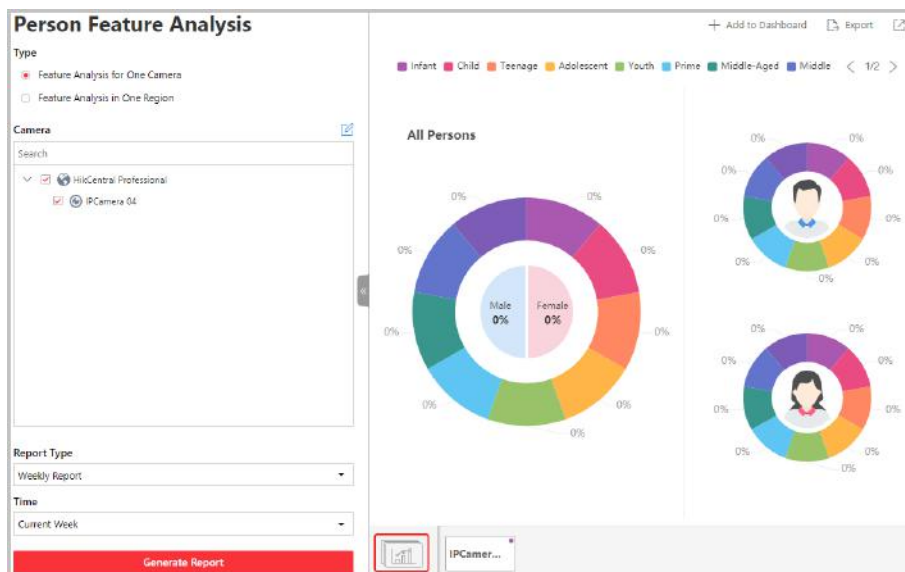 Person Feature Analysis
Type
Feature Analysis for One Camera
Feature Analysis in One Region
Camera
Search
HikCentral Professional
IPCamera 04
Report Type
Weekly Report
Time
Current Week
Generate Report
Add to Dashboard Export
Infant Child Teenage Adolescent Youth Prime Middle-Aged Middle 1/2
All Persons
0% 0%
0% 0%
Male Female
0% 0%
0% 0%
0% 0%
0%
0% 0%
0% 0%
0% 0%
0% 0%
0%
0% 0%
0% 0%
0% 0%
0% 0%
0%
IPCamer...